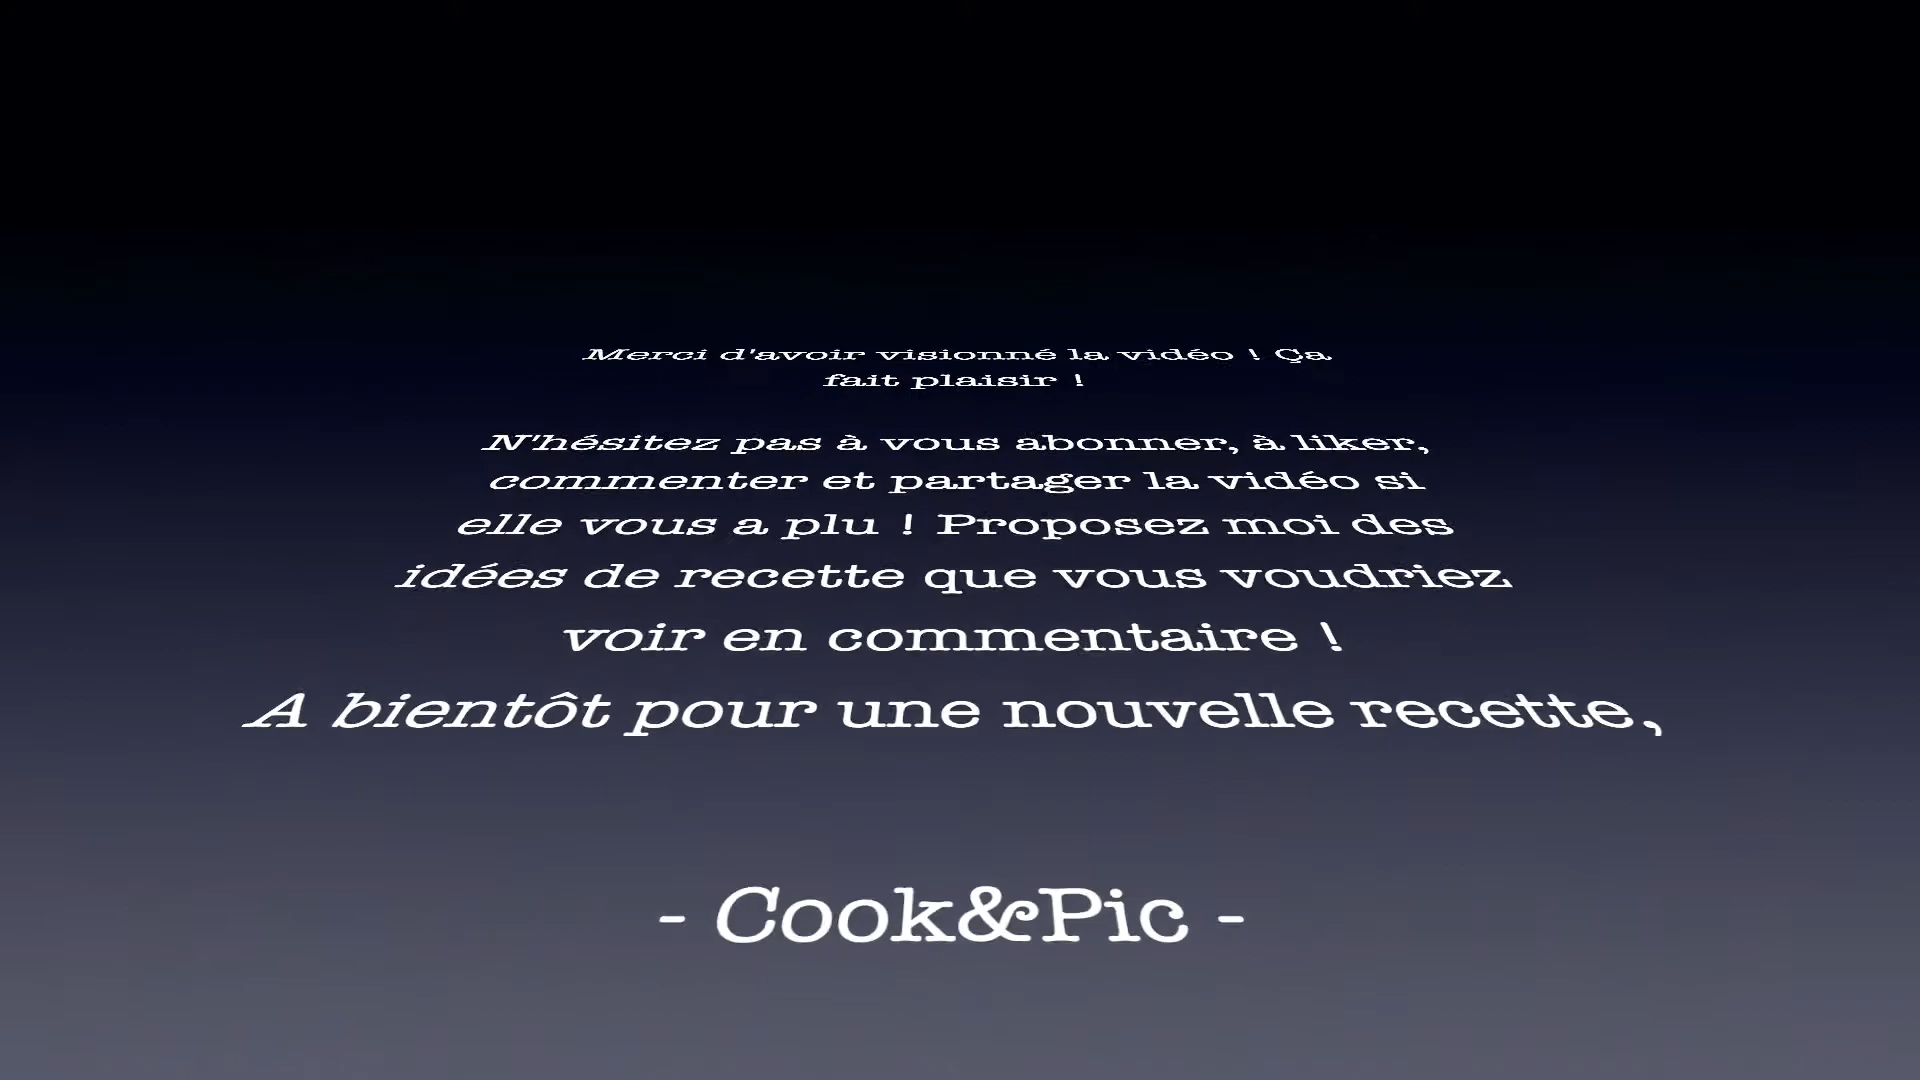 Merci d'avoir visionné la vidéo ! Ça
fait plaisir !
N'hésitez pas à vous abonner, à liker,
commenter et partager la vidéo si
elle vous a plu ! Proposez moi des
idées de recette que vous voudriez
voir en commentaire !
A bientôt pour une nouvelle recette,
- Cook&Pic -